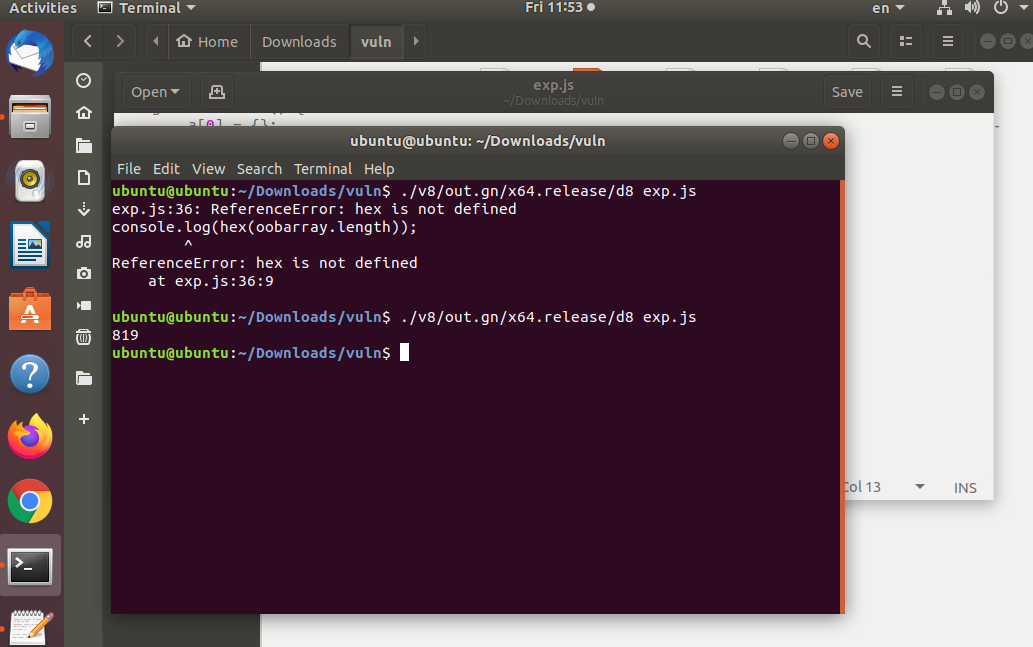 Activities
Terminal
Fri 11:53
en
Home
Downloads
vuln
Open
exp.js
~/Downloads/vuln
Save
a[0] = {};
ubuntu@ubuntu: ~/Downloads/vuln
File Edit View Search Terminal Help
ubuntu@ubuntu:~/Downloads/vuln$ ./v8/out.gn/x64.release/d8 exp.js
exp.js:36: ReferenceError: hex is not defined
console.log(hex(oobarray.length));
^
ReferenceError: hex is not defined
at exp.js:36:9
ubuntu@ubuntu:~/Downloads/vuln$ ./v8/out.gn/x64.release/d8 exp.js
819
ubuntu@ubuntu:~/Downloads/vuln$
Col 13
INS